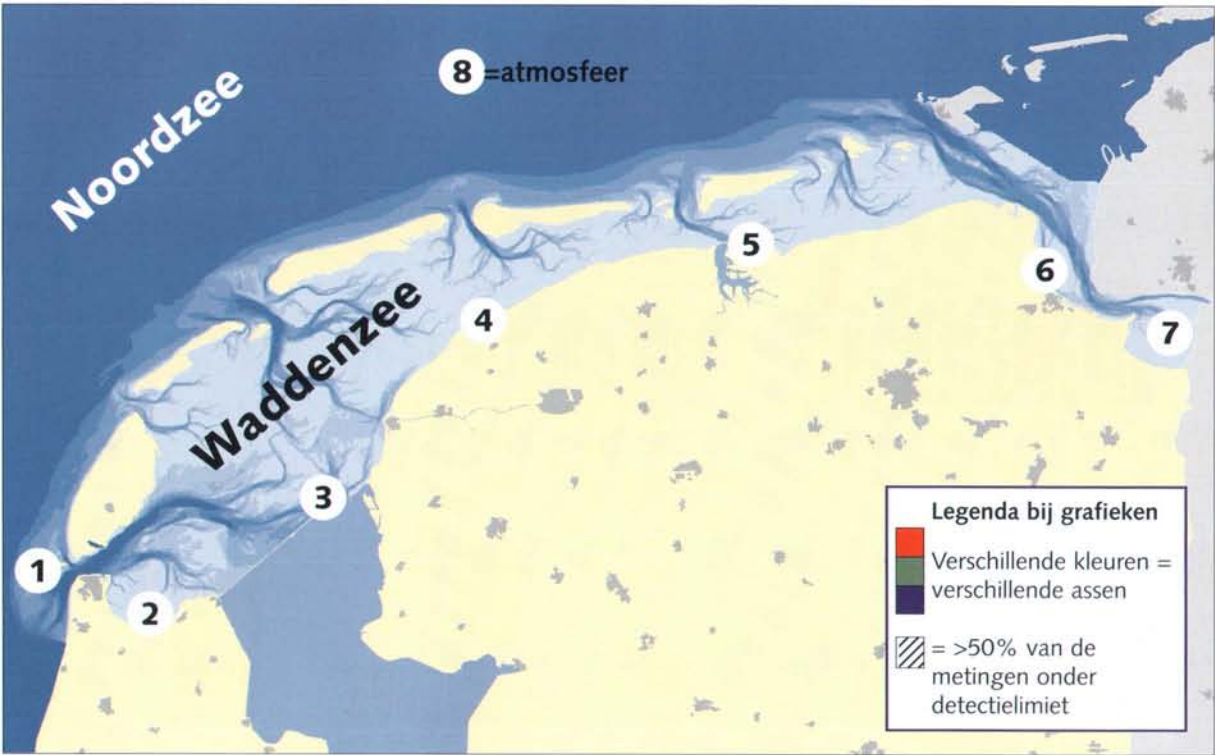 8 =atmosfeer
Noordzee
Waddenzee
5
6
4
7
3
1
2
Legenda bij grafieken
Verschillende kleuren =
verschillende assen
= >50% van de
metingen onder
detectielimiet